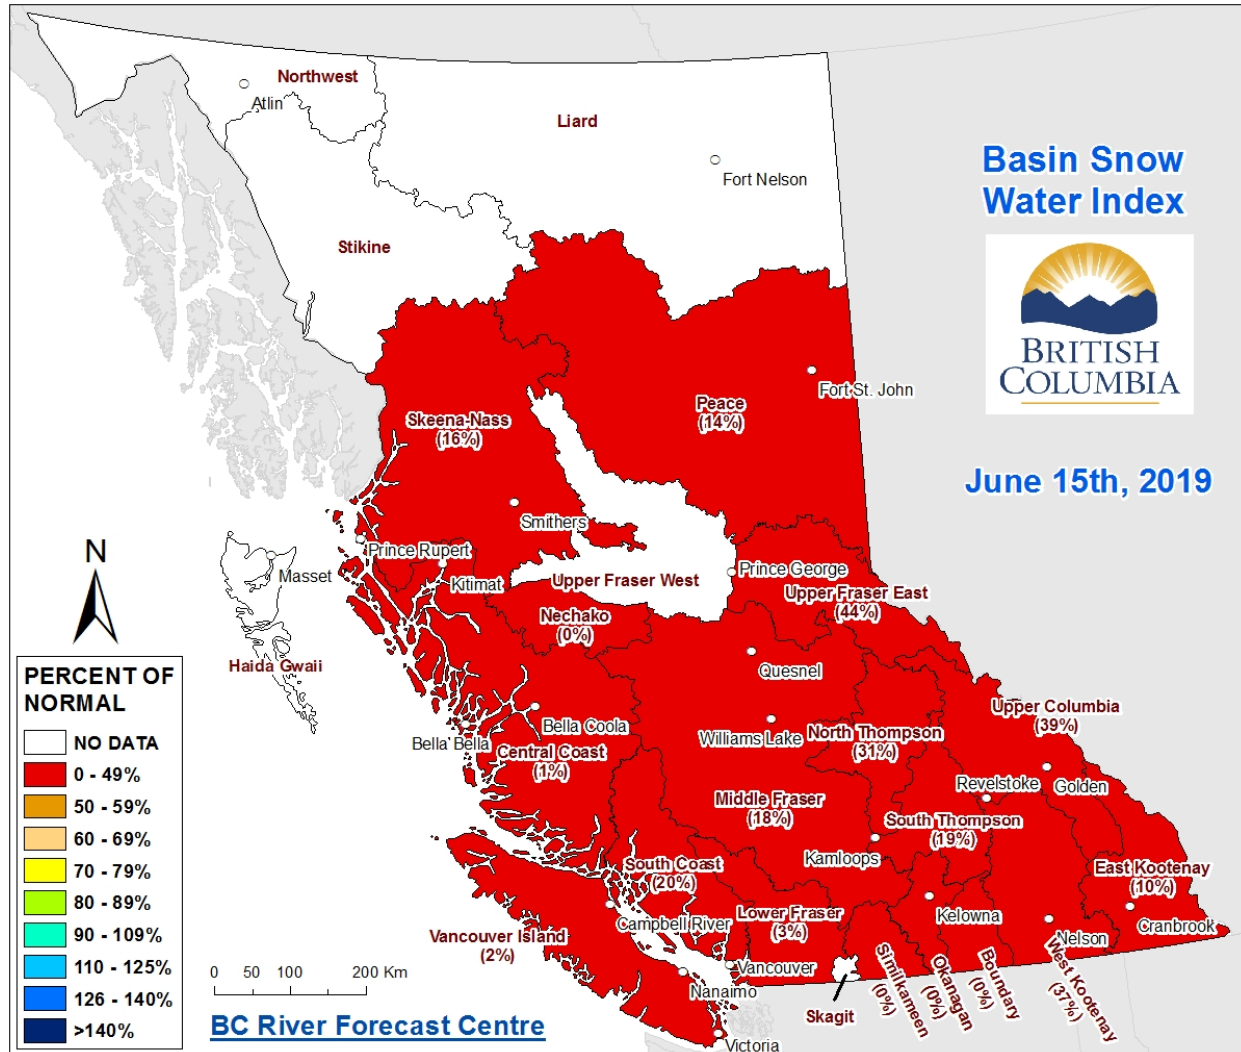 Northwest
Atlin
Liard
Fort Nelson
Basin Snow
Water Index
Stikine
BRITISH
COLUMBIA
Fort St. John
Peace
(14%)
Skeena-Nass
(16%)
June 15th, 2019
Smithers
N
Prince Rupert
Masset
Kitimat
Upper Fraser West
Prince George
Upper Fraser East
(44%)
Nechako
(0%)
Haida Gwaii
Quesnel
Upper Columbia
(39%)
Bella Coola
Bella Bella
Williams Lake
North Thompson
(31%)
Central Coast
(1%)
Revelstoke
Golden
Middle Fraser
(18%)
South Thompson
(19%)
Kamloops
South Coast
(20%)
East Kootenay
(10%)
Campbell River
Lower Fraser
(3%)
Kelowna
Cranbrook
Nelson
Vancouver Island
(2%)
Vancouver
Nanaimo
Skagit
Similkameen
(0%)
Okanagan
(0%)
Boundary
(0%)
West Kootenay
(37%)
Victoria
PERCENT OF
NORMAL
NO DATA
0 - 49%
50 - 59%
60 - 69%
70 - 79%
80 - 89%
90 - 109%
110 - 125%
126 - 140%
>140%
0 50 100 200 Km
BC River Forecast Centre